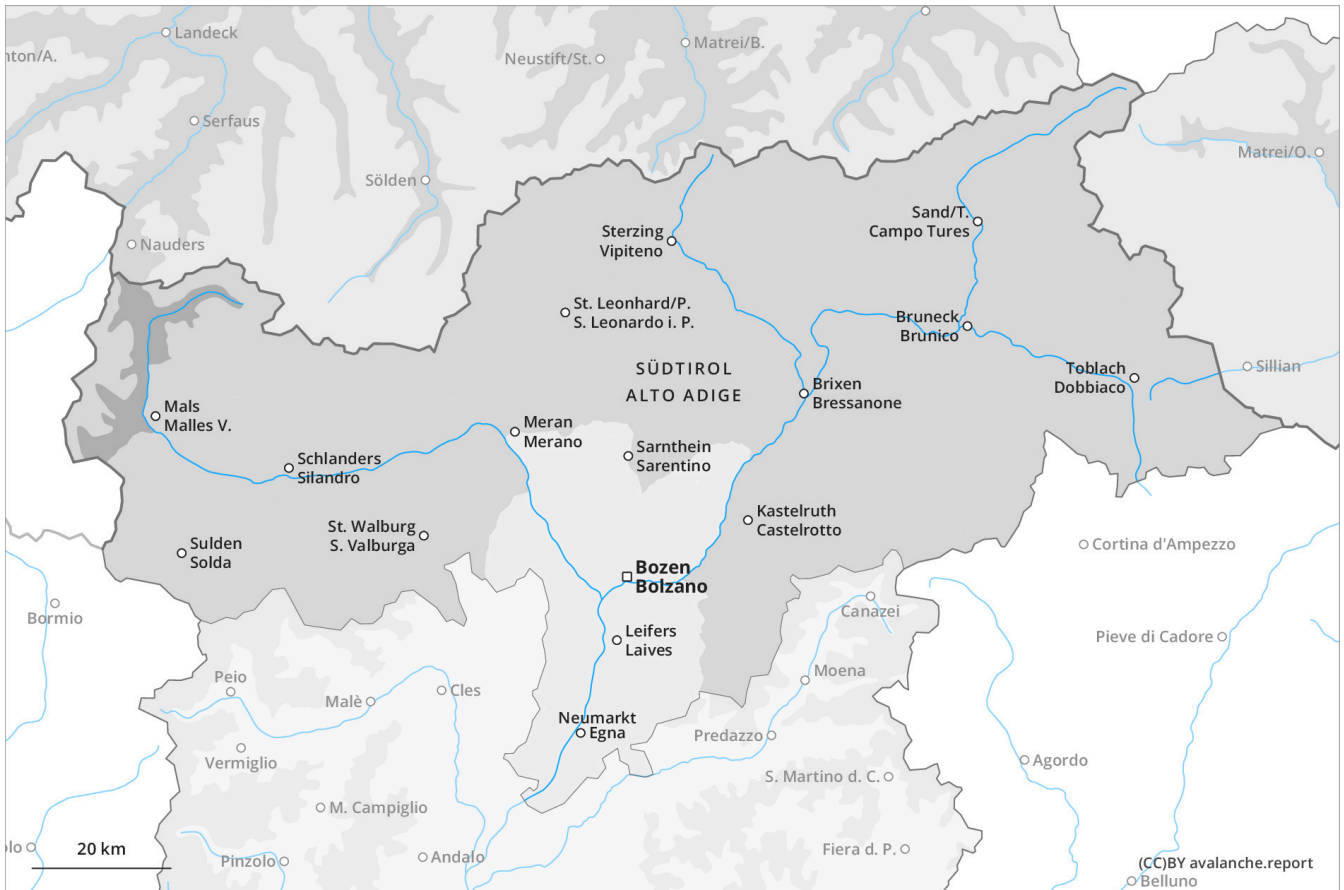 Landeck
nton/A.
Matrei/B.
Neustift/St.
Serfaus
Matrei/O.
Sölden
Sand/T.
Campo Tures
Sterzing
Vipiteno
Nauders
St. Leonhard/P.
S. Leonardo i. P.
Bruneck
Brunico
SÜDTIROL
ALTO ADIGE
Toblach
Dobbiaco
Sillian
Brixen
Bressanone
Mals
Malles V.
Meran
Merano
Sarnthein
Sarentino
Schlanders
Silandro
Kastelruth
Castelrotto
St. Walburg
S. Valburga
Sulden
Solda
Cortina d'Ampezzo
Bozen
Bolzano
Bormio
Canazei
Leifers
Laives
Pieve di Cadore
Peio
Moena
Malè
Cles
Neumarkt
Egna
Predazzo
Vermiglio
Agordo
S. Martino d. C.
M. Campiglio
olo
20 km
Pinzolo
Andalo
Fiera d. P.
(CC)BY avalanche.report
Belluno